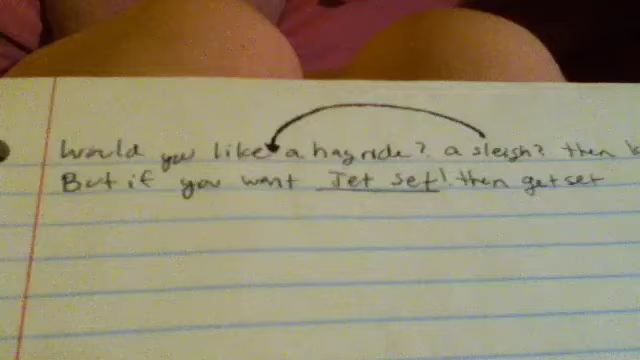 Would you like a hayride? a sleigh? then
But if you want Jet set! then get set